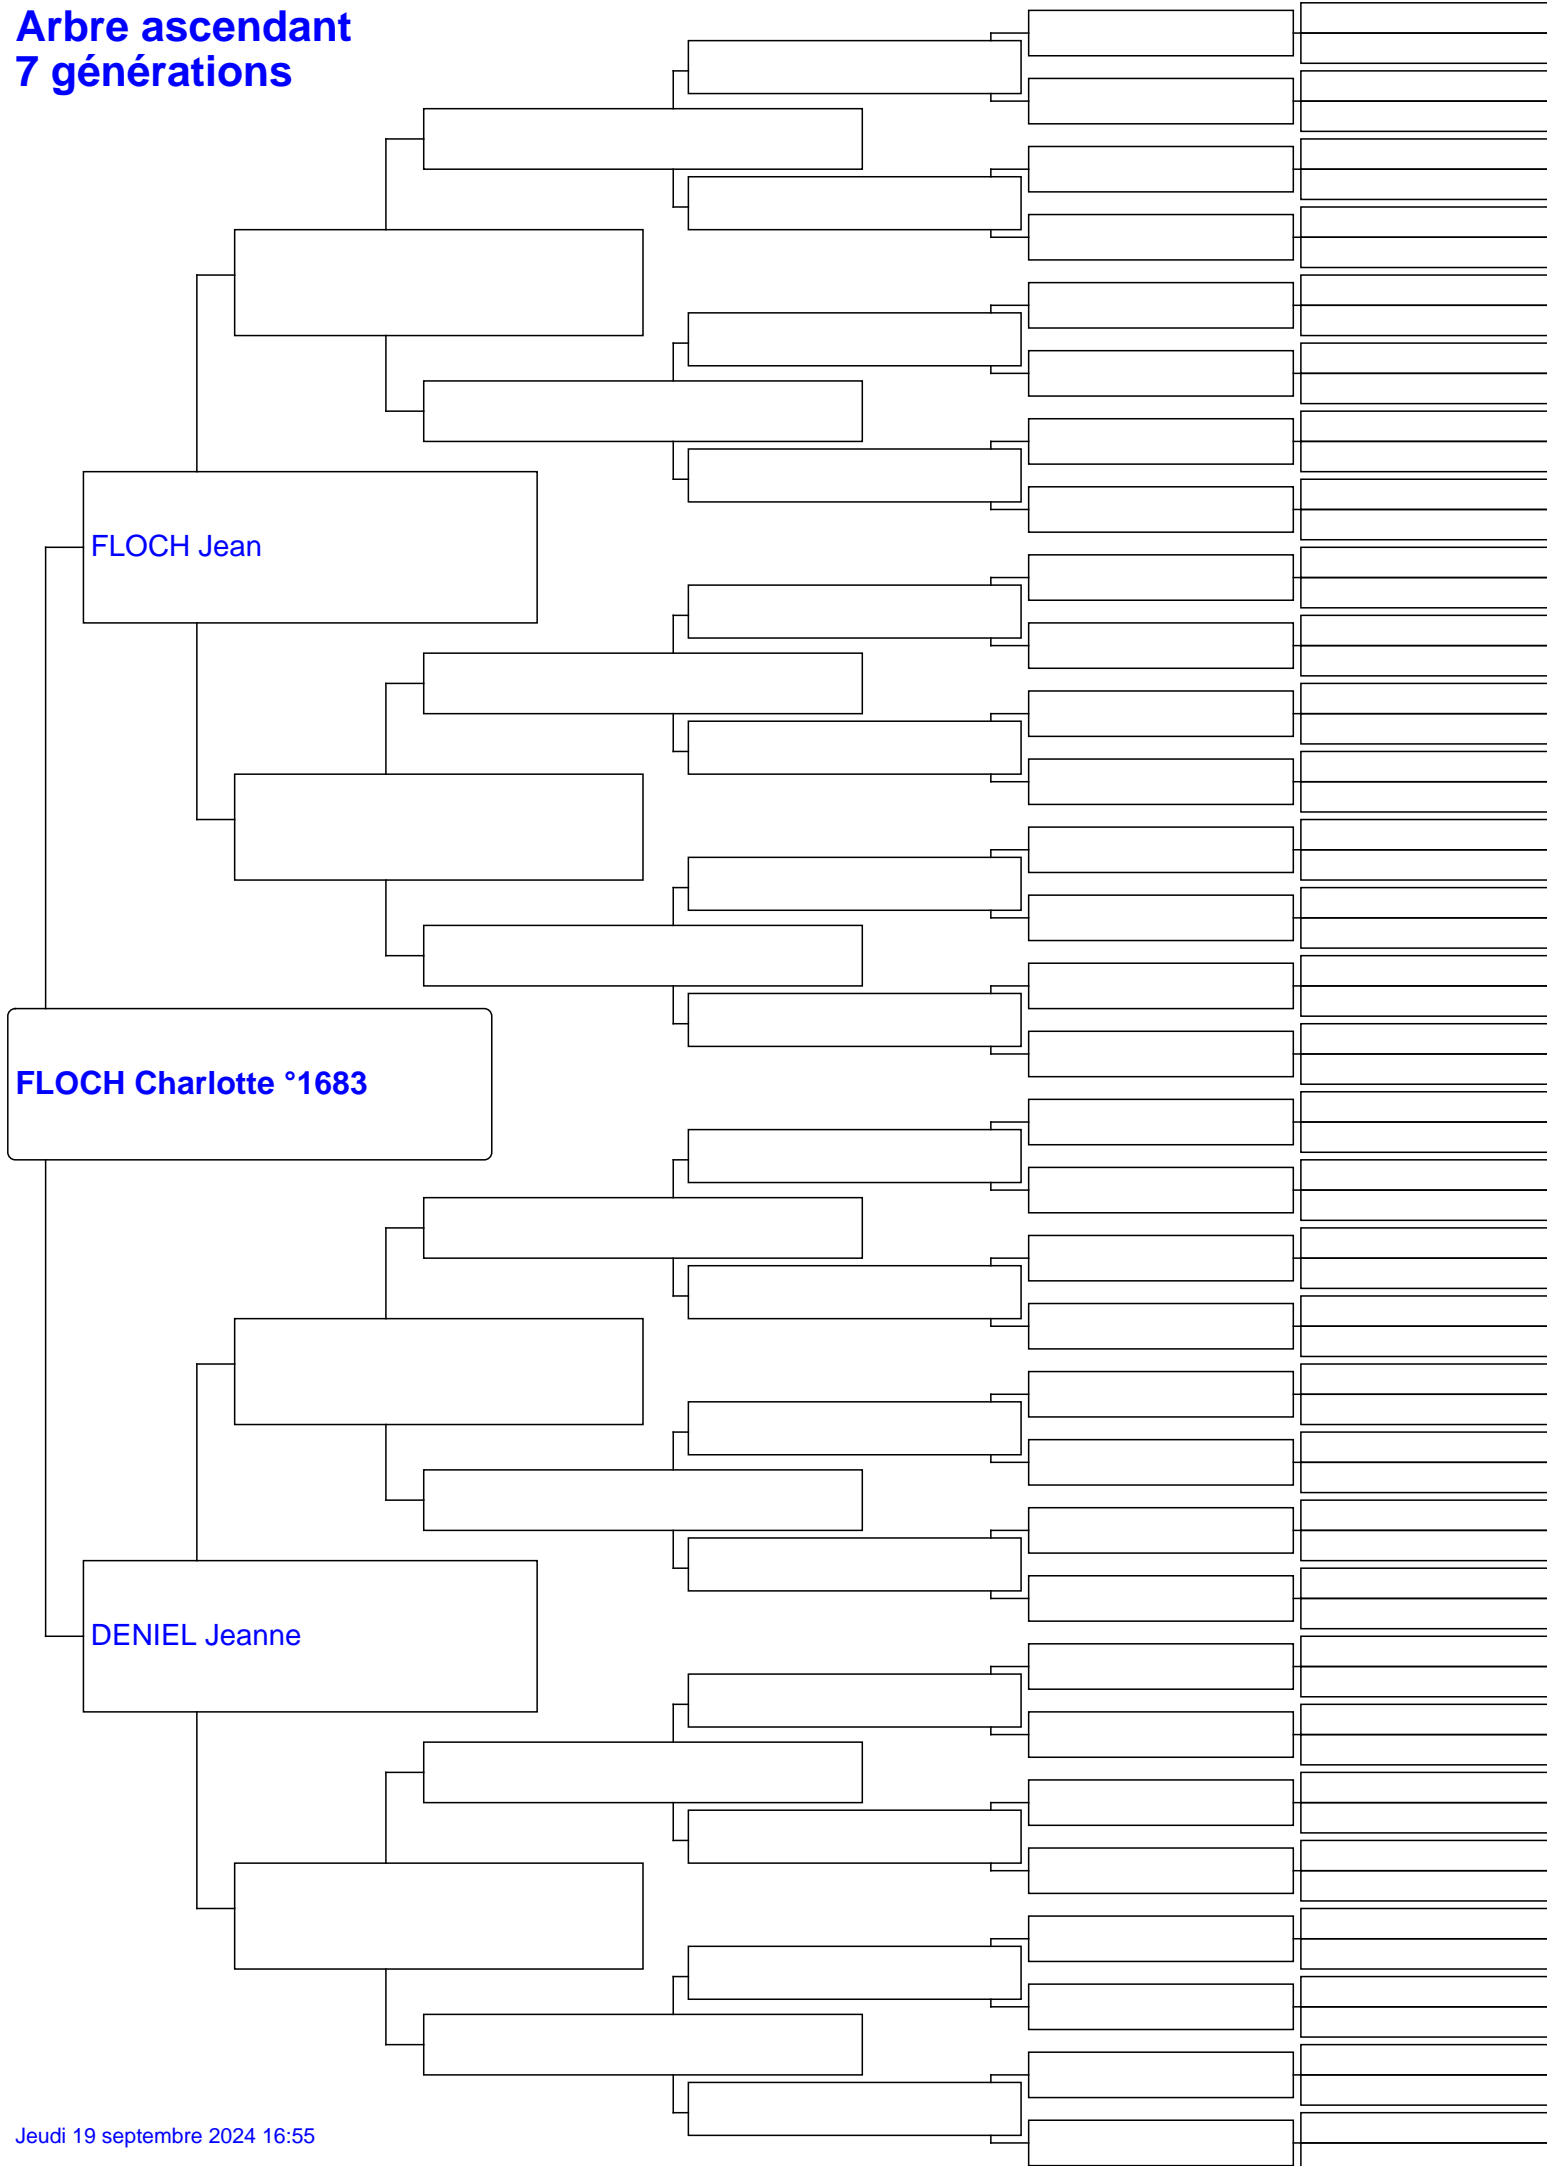 Arbre ascendant
7 générations
FLOCH Jean
FLOCH Charlotte °1683
DENIEL Jeanne
Jeudi 19 septembre 2024 16:55